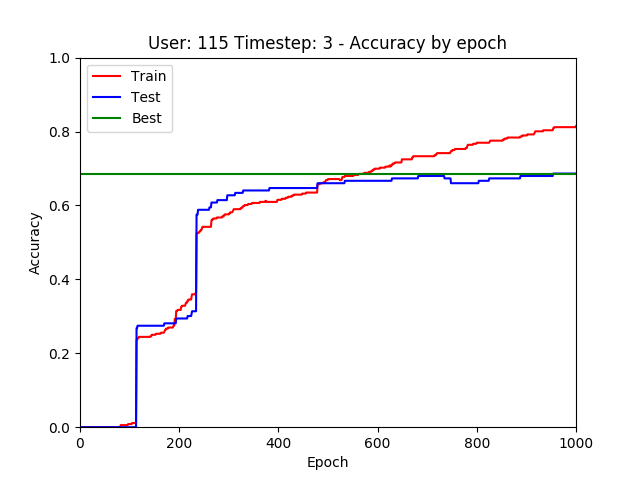 User: 115 Timestep: 3 - Accuracy by epoch
1.0
Train
Test
Best
0.8
0.6
0.4
0.2
0.0
Accuracy
0 200 400 600 800 1000
Epoch